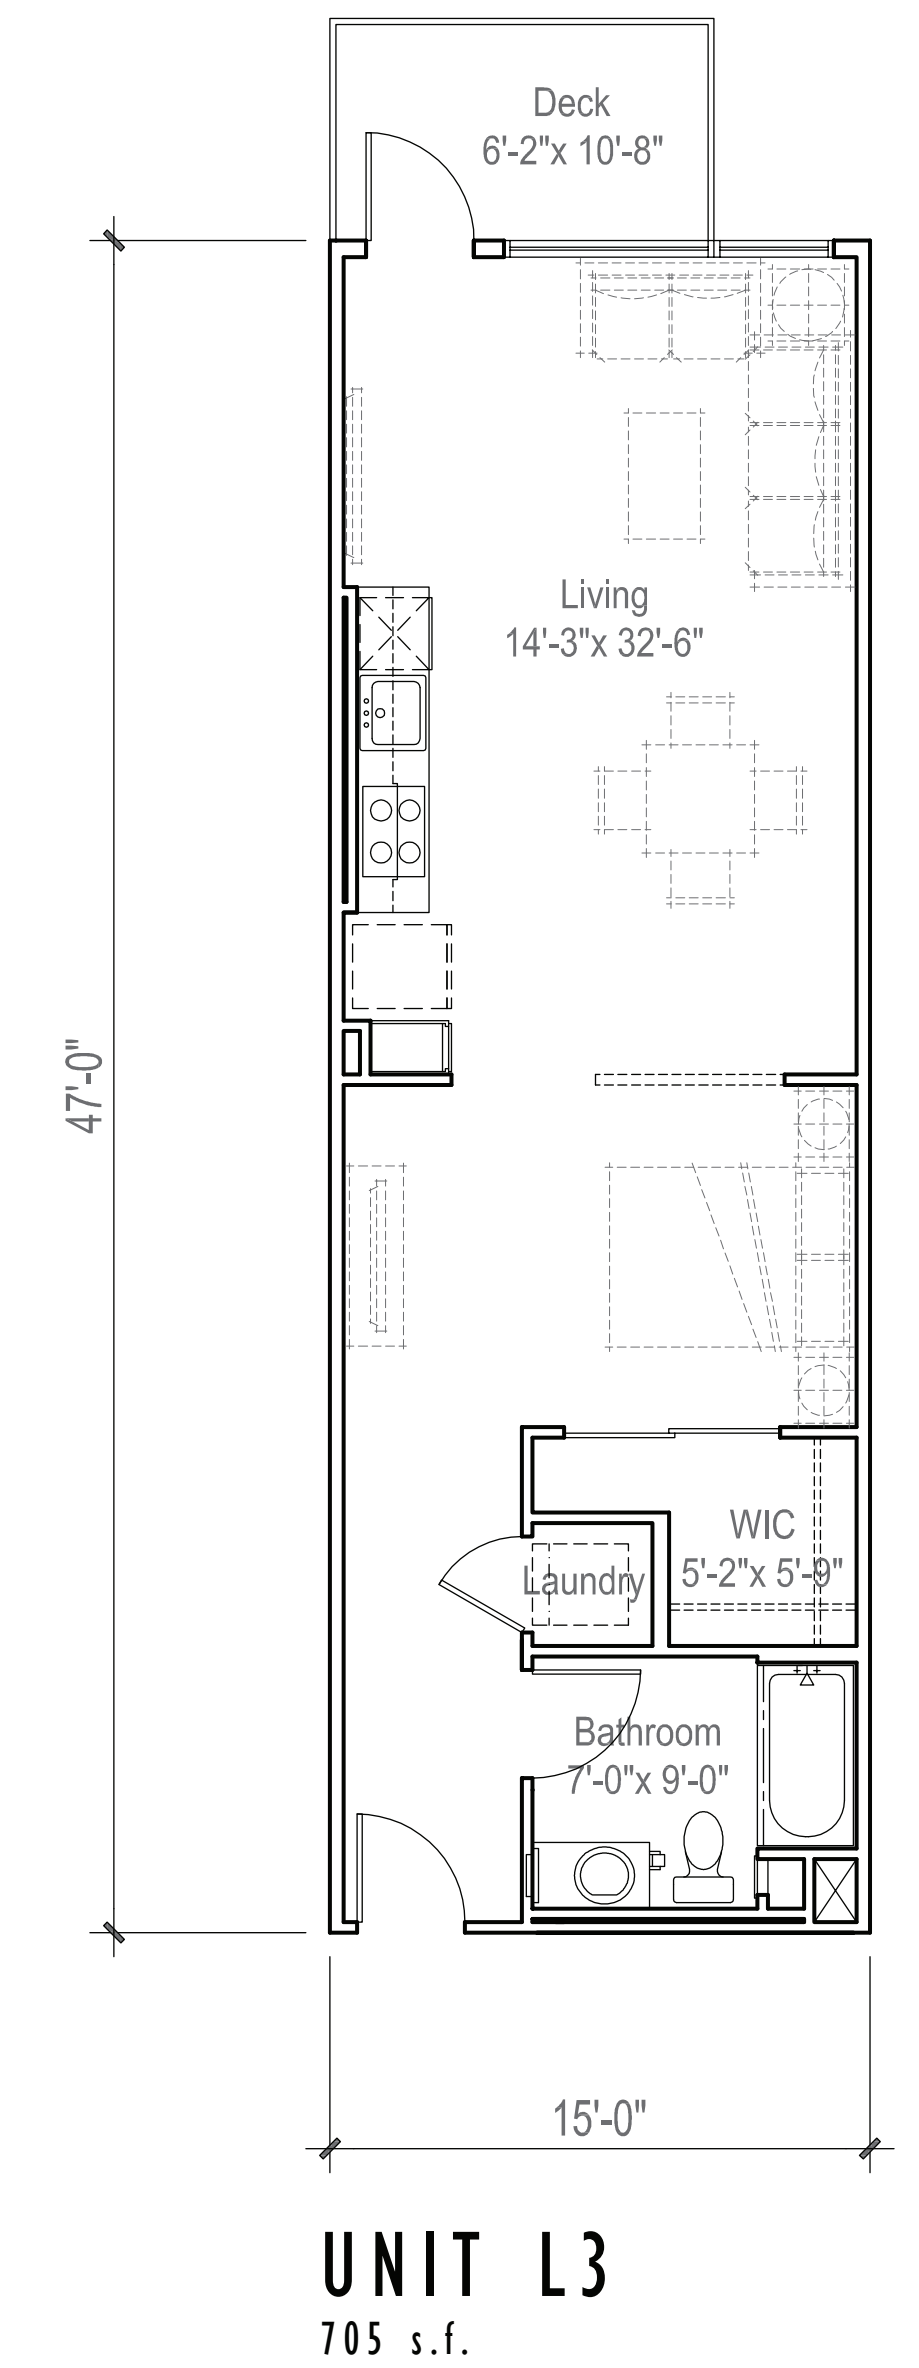 Deck
6'-2"x 10'-8"
Living
14'-3"x 32'-6"
47'-0"
WIC
5'-2"x 5'-9"
Laundry
Bathroom
7'-0"x 9'-0"
15'-0"
UNIT L3
705 s.f.